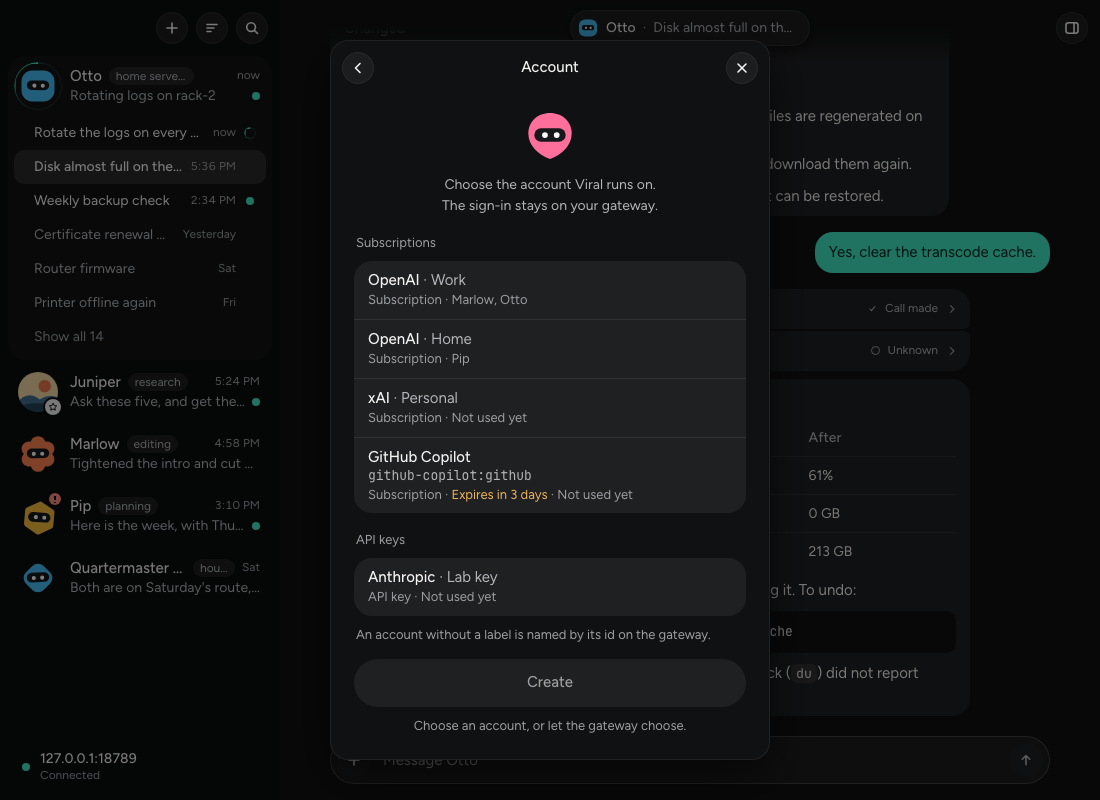 Otto · Disk almost full on th…
Otto home serve… now
Rotating logs on rack-2
Rotate the logs on every … now
Disk almost full on the… 5:36 PM
Weekly backup check 2:34 PM
Certificate renewal … Yesterday
Router firmware Sat
Printer offline again Fri
Show all 14
Juniper research 5:24 PM
Ask these five, and get the…
Marlow editing 4:58 PM
Tightened the intro and cut …
Pip planning 3:10 PM
Here is the week, with Thu…
Quartermaster … hou… Sat
Both are on Saturday's route,…
127.0.0.1:18789
Connected
Account
Choose the account Viral runs on.
The sign-in stays on your gateway.
Subscriptions
OpenAI · Work
Subscription · Marlow, Otto
OpenAI · Home
Subscription · Pip
xAI · Personal
Subscription · Not used yet
GitHub Copilot
github-copilot:github
Subscription · Expires in 3 days · Not used yet
API keys
Anthropic · Lab key
API key · Not used yet
An account without a label is named by its id on the gateway.
Create
Choose an account, or let the gateway choose.
are regenerated on
download them again.
can be restored.
Yes, clear the transcode cache.
Call made
Unknown
After
61%
0 GB
213 GB
it. To undo:
( du ) did not report
Message Otto